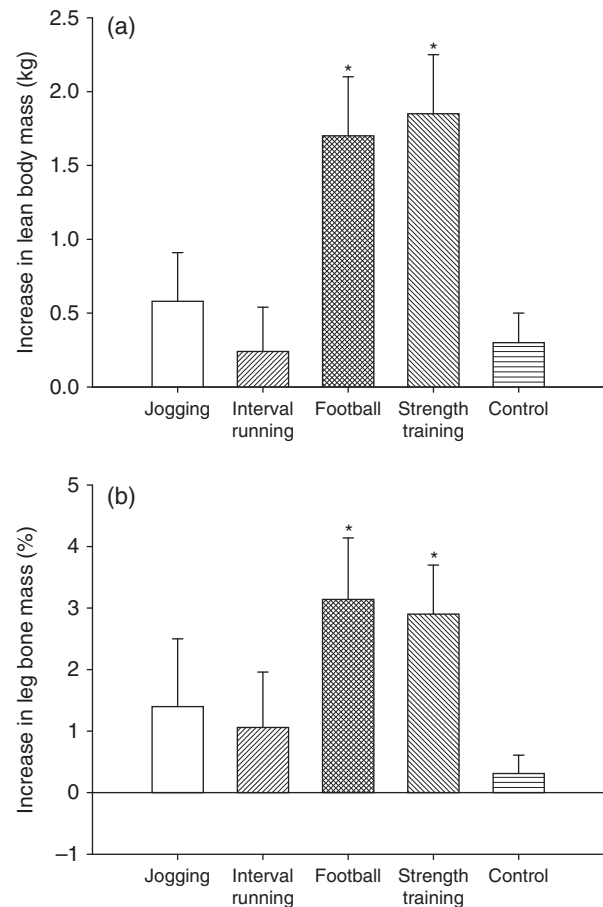 (a)
Increase in lean body mass (kg)
2.5
2.0
1.5
1.0
0.5
0.0
*
*
Jogging
Interval
running
Football
Strength
training
Control
(b)
Increase in leg bone mass (%)
5
4
3
2
1
0
–1
*
*
Jogging
Interval
running
Football
Strength
training
Control